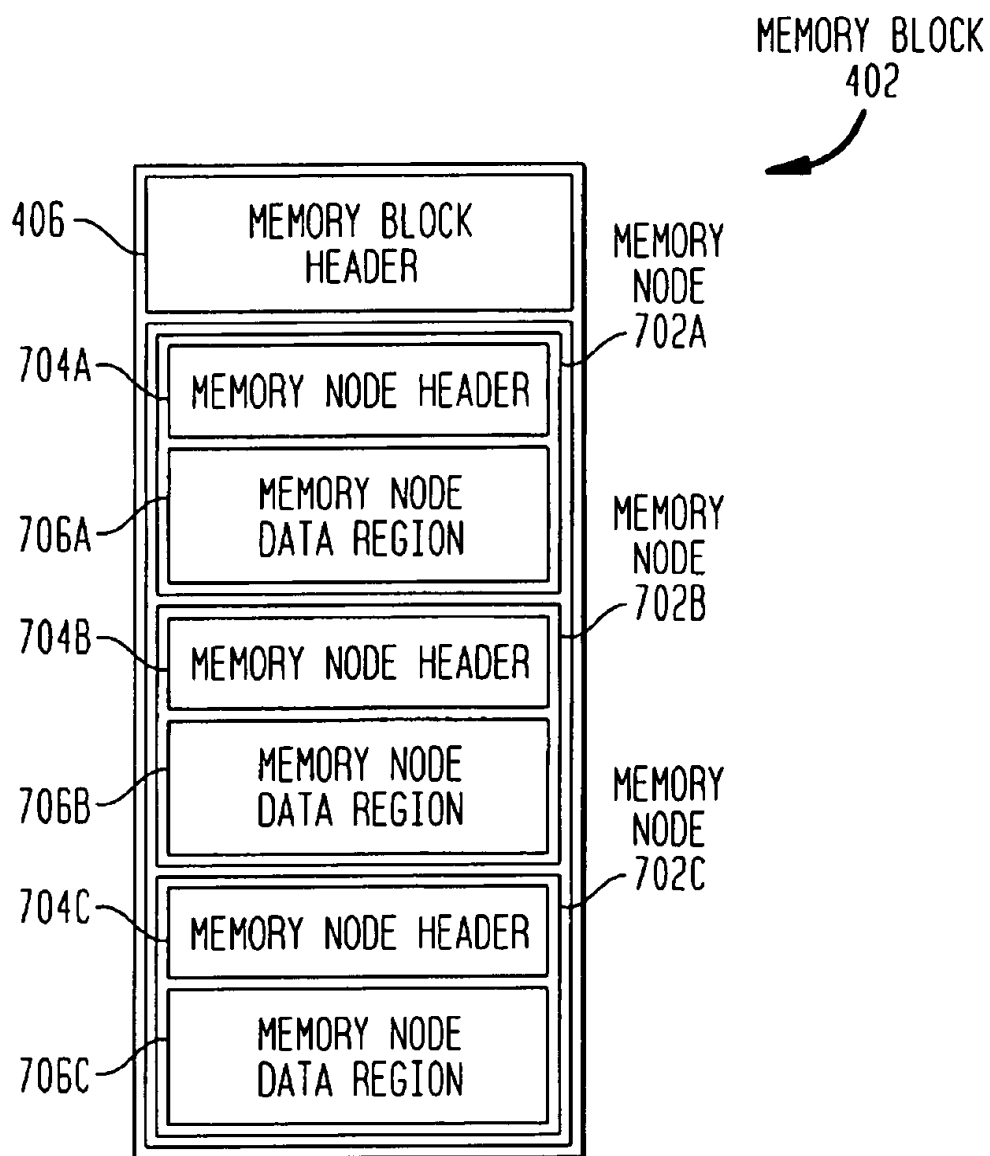 MEMORY BLOCK
402
406
MEMORY BLOCK
HEADER
MEMORY
NODE
702A
704A
MEMORY NODE HEADER
706A
MEMORY NODE
DATA REGION
MEMORY
NODE
702B
704B
MEMORY NODE HEADER
706B
MEMORY NODE
DATA REGION
MEMORY
NODE
702C
704C
MEMORY NODE HEADER
706C
MEMORY NODE
DATA REGION